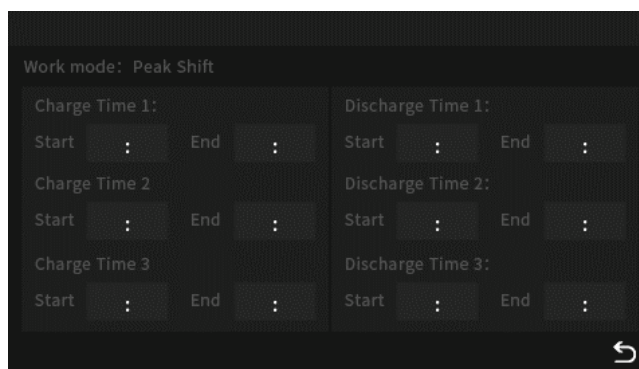 Work mode: Peak Shift
Charge Time 1:
Start : End :
Charge Time 2
Start : End :
Charge Time 3
Start : End :
Discharge Time 1:
Start : End :
Discharge Time 2:
Start : End :
Discharge Time 3:
Start : End :